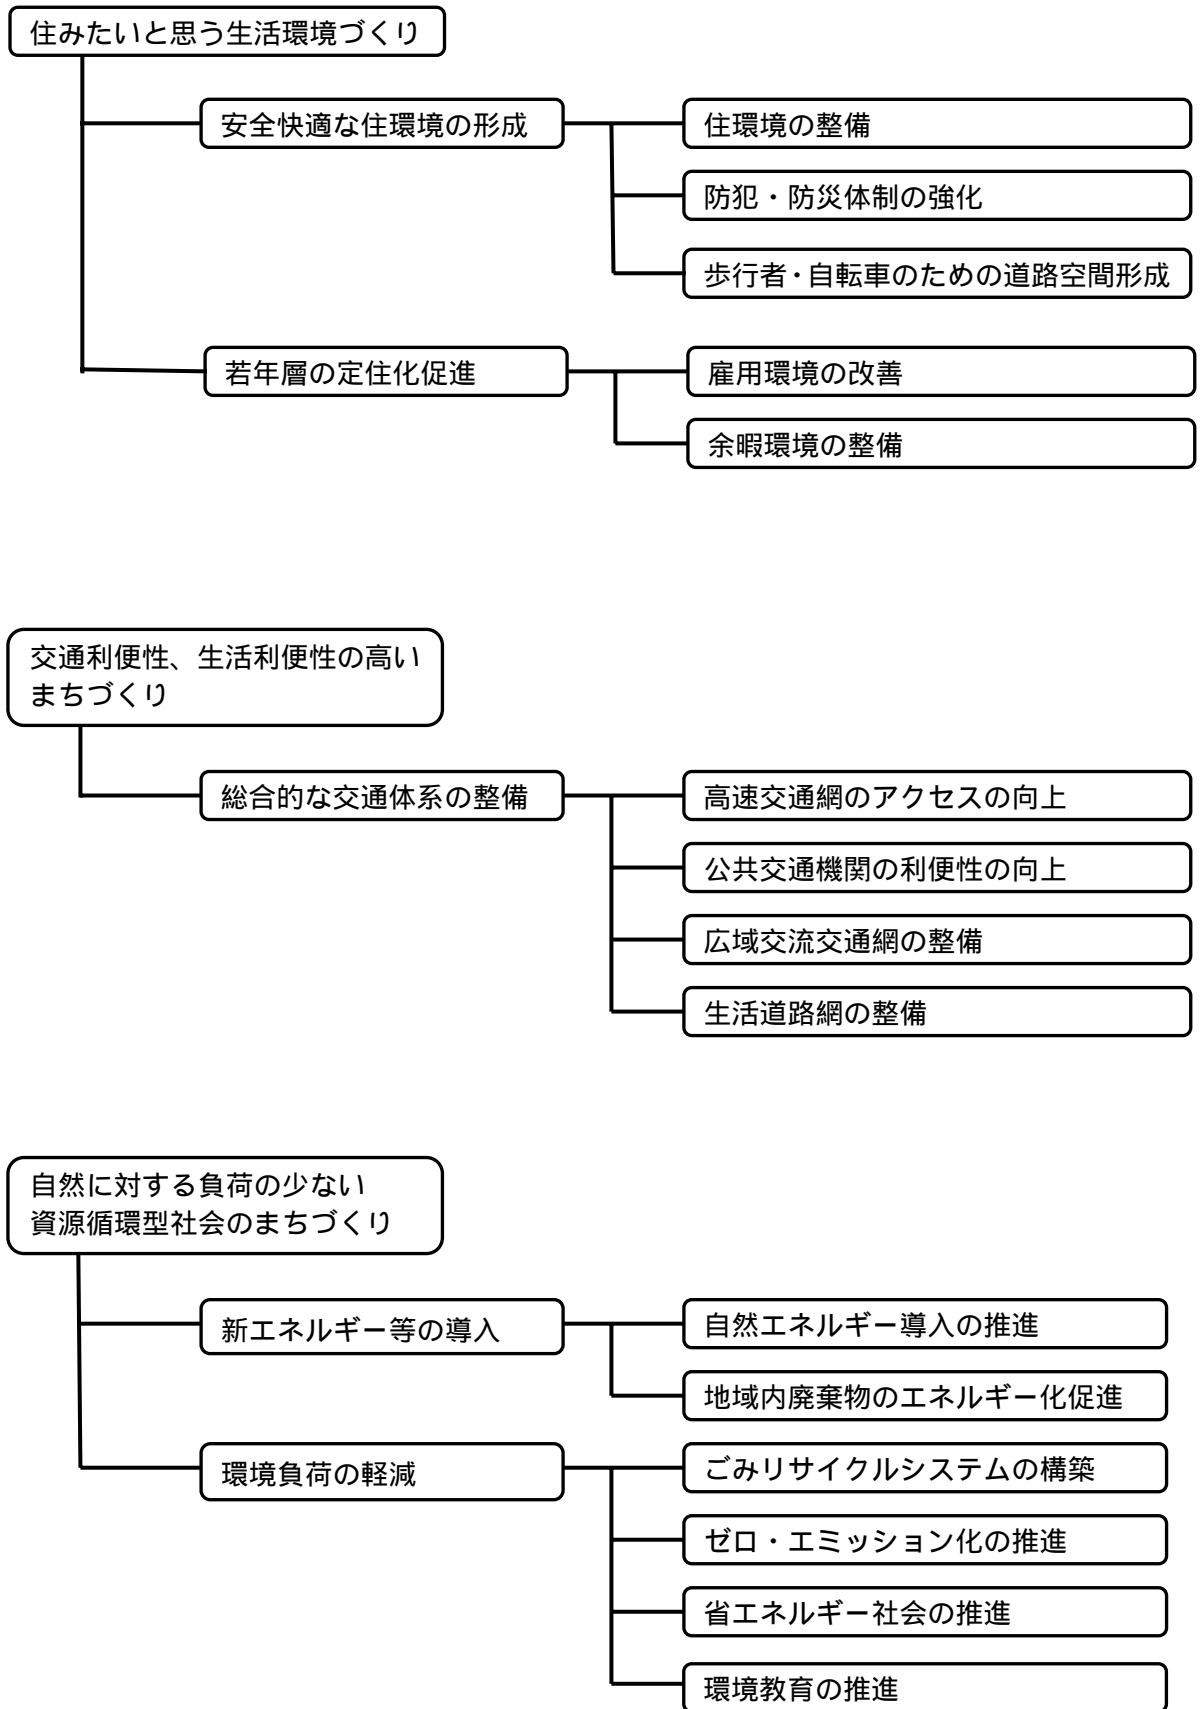 住みたいと思う生活環境づくり
安全快適な住環境の形成
住環境の整備
防犯・防災体制の強化
歩行者・自転車のための道路空間形成
若年層の定住化促進
雇用環境の改善
余暇環境の整備
交通利便性、生活利便性の高い
まちづくり
総合的な交通体系の整備
高速交通網のアクセスの向上
公共交通機関の利便性の向上
広域交流交通網の整備
生活道路網の整備
自然に対する負荷の少ない
資源循環型社会のまちづくり
新エネルギー等の導入
自然エネルギー導入の推進
地域内廃棄物のエネルギー化促進
環境負荷の軽減
ごみリサイクルシステムの構築
ゼロ・エミッション化の推進
省エネルギー社会の推進
環境教育の推進